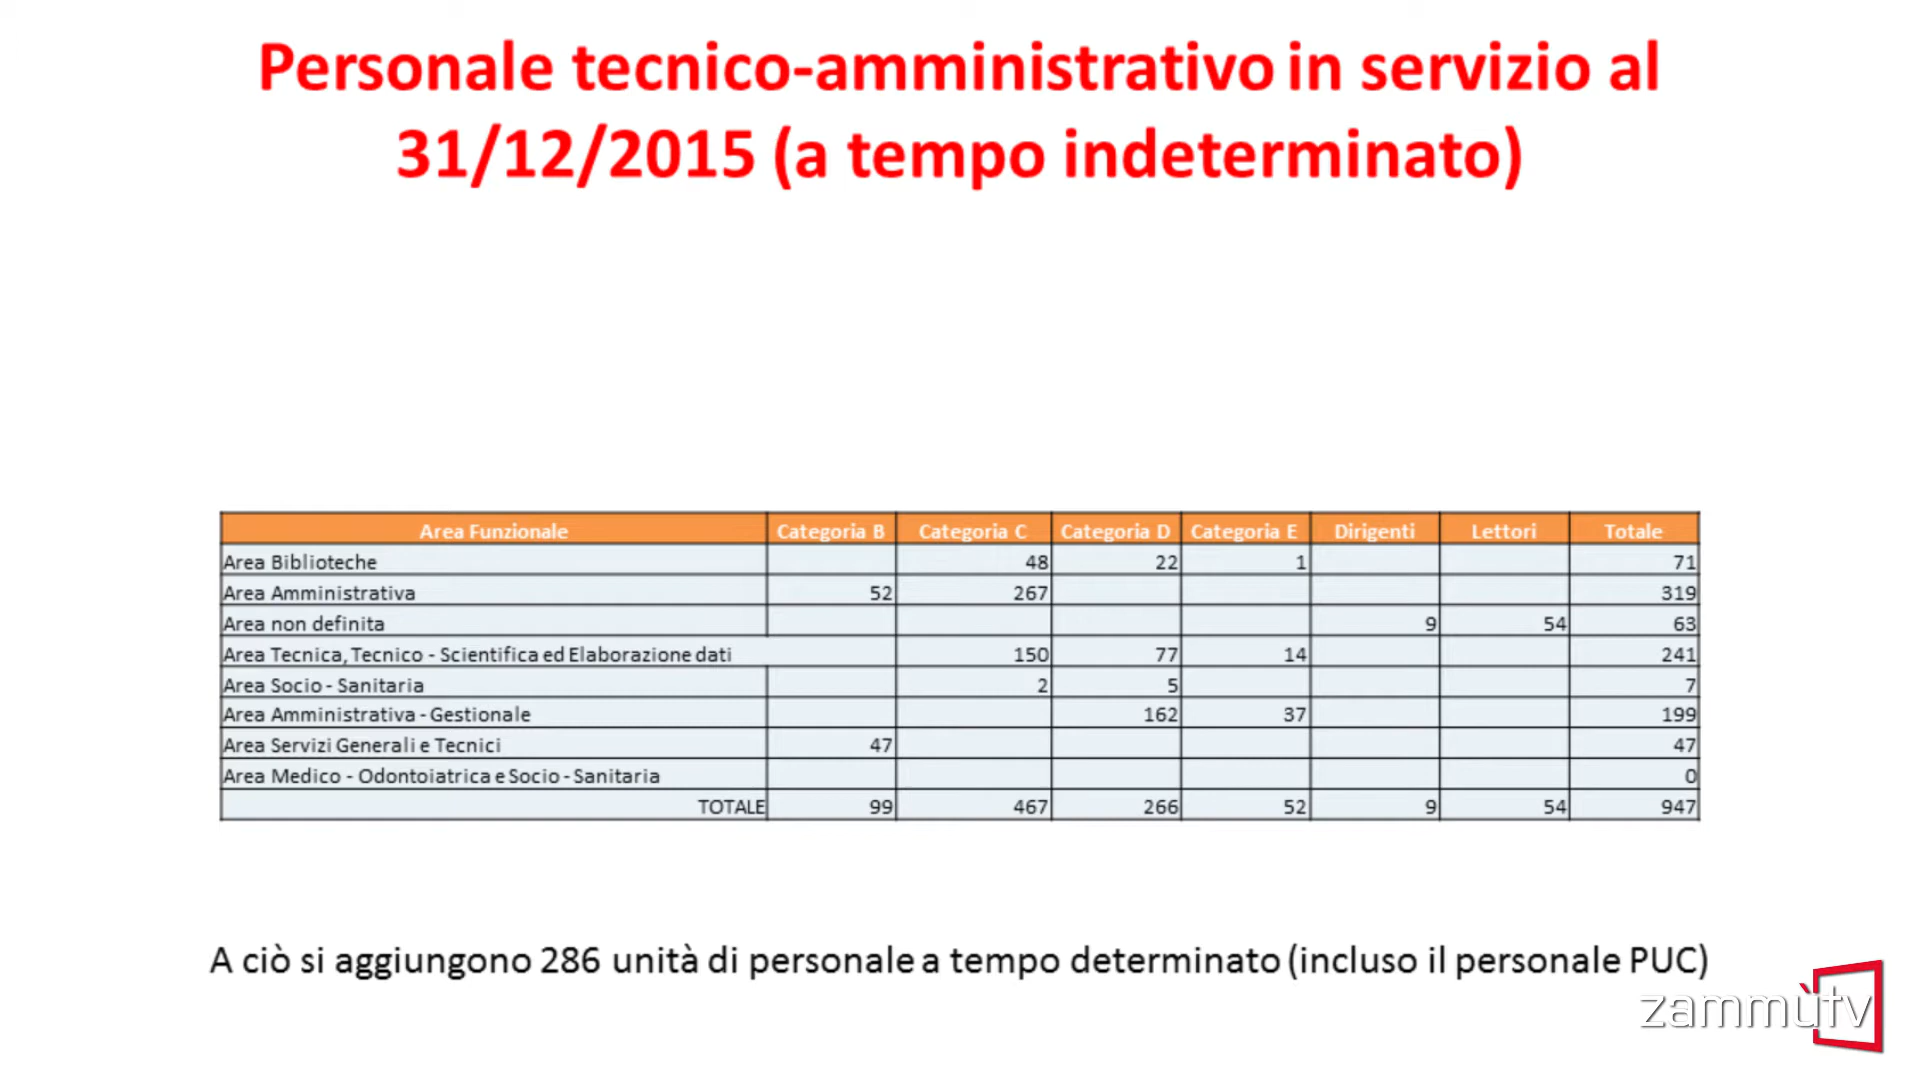 Personale tecnico-amministrativo in servizio al
31/12/2015 (a tempo indeterminato)
Area Funzionale Categoria B Categoria C Categoria D Categoria E Dirigenti Lettori Totale
Area Biblioteche 48 22 1 71
Area Amministrativa 52 267 319
Area non definita 9 54 63
Area Tecnica, Tecnico - Scientifica ed Elaborazione dati 150 77 14 241
Area Socio - Sanitaria 2 5 7
Area Amministrativa - Gestionale 162 37 199
Area Servizi Generali e Tecnici 47 47
Area Medico - Odontoiatrica e Socio - Sanitaria 0
TOTALE 99 467 266 52 9 54 947
A ciò si aggiungono 286 unità di personale a tempo determinato (incluso il personale PUC)
zammùtv